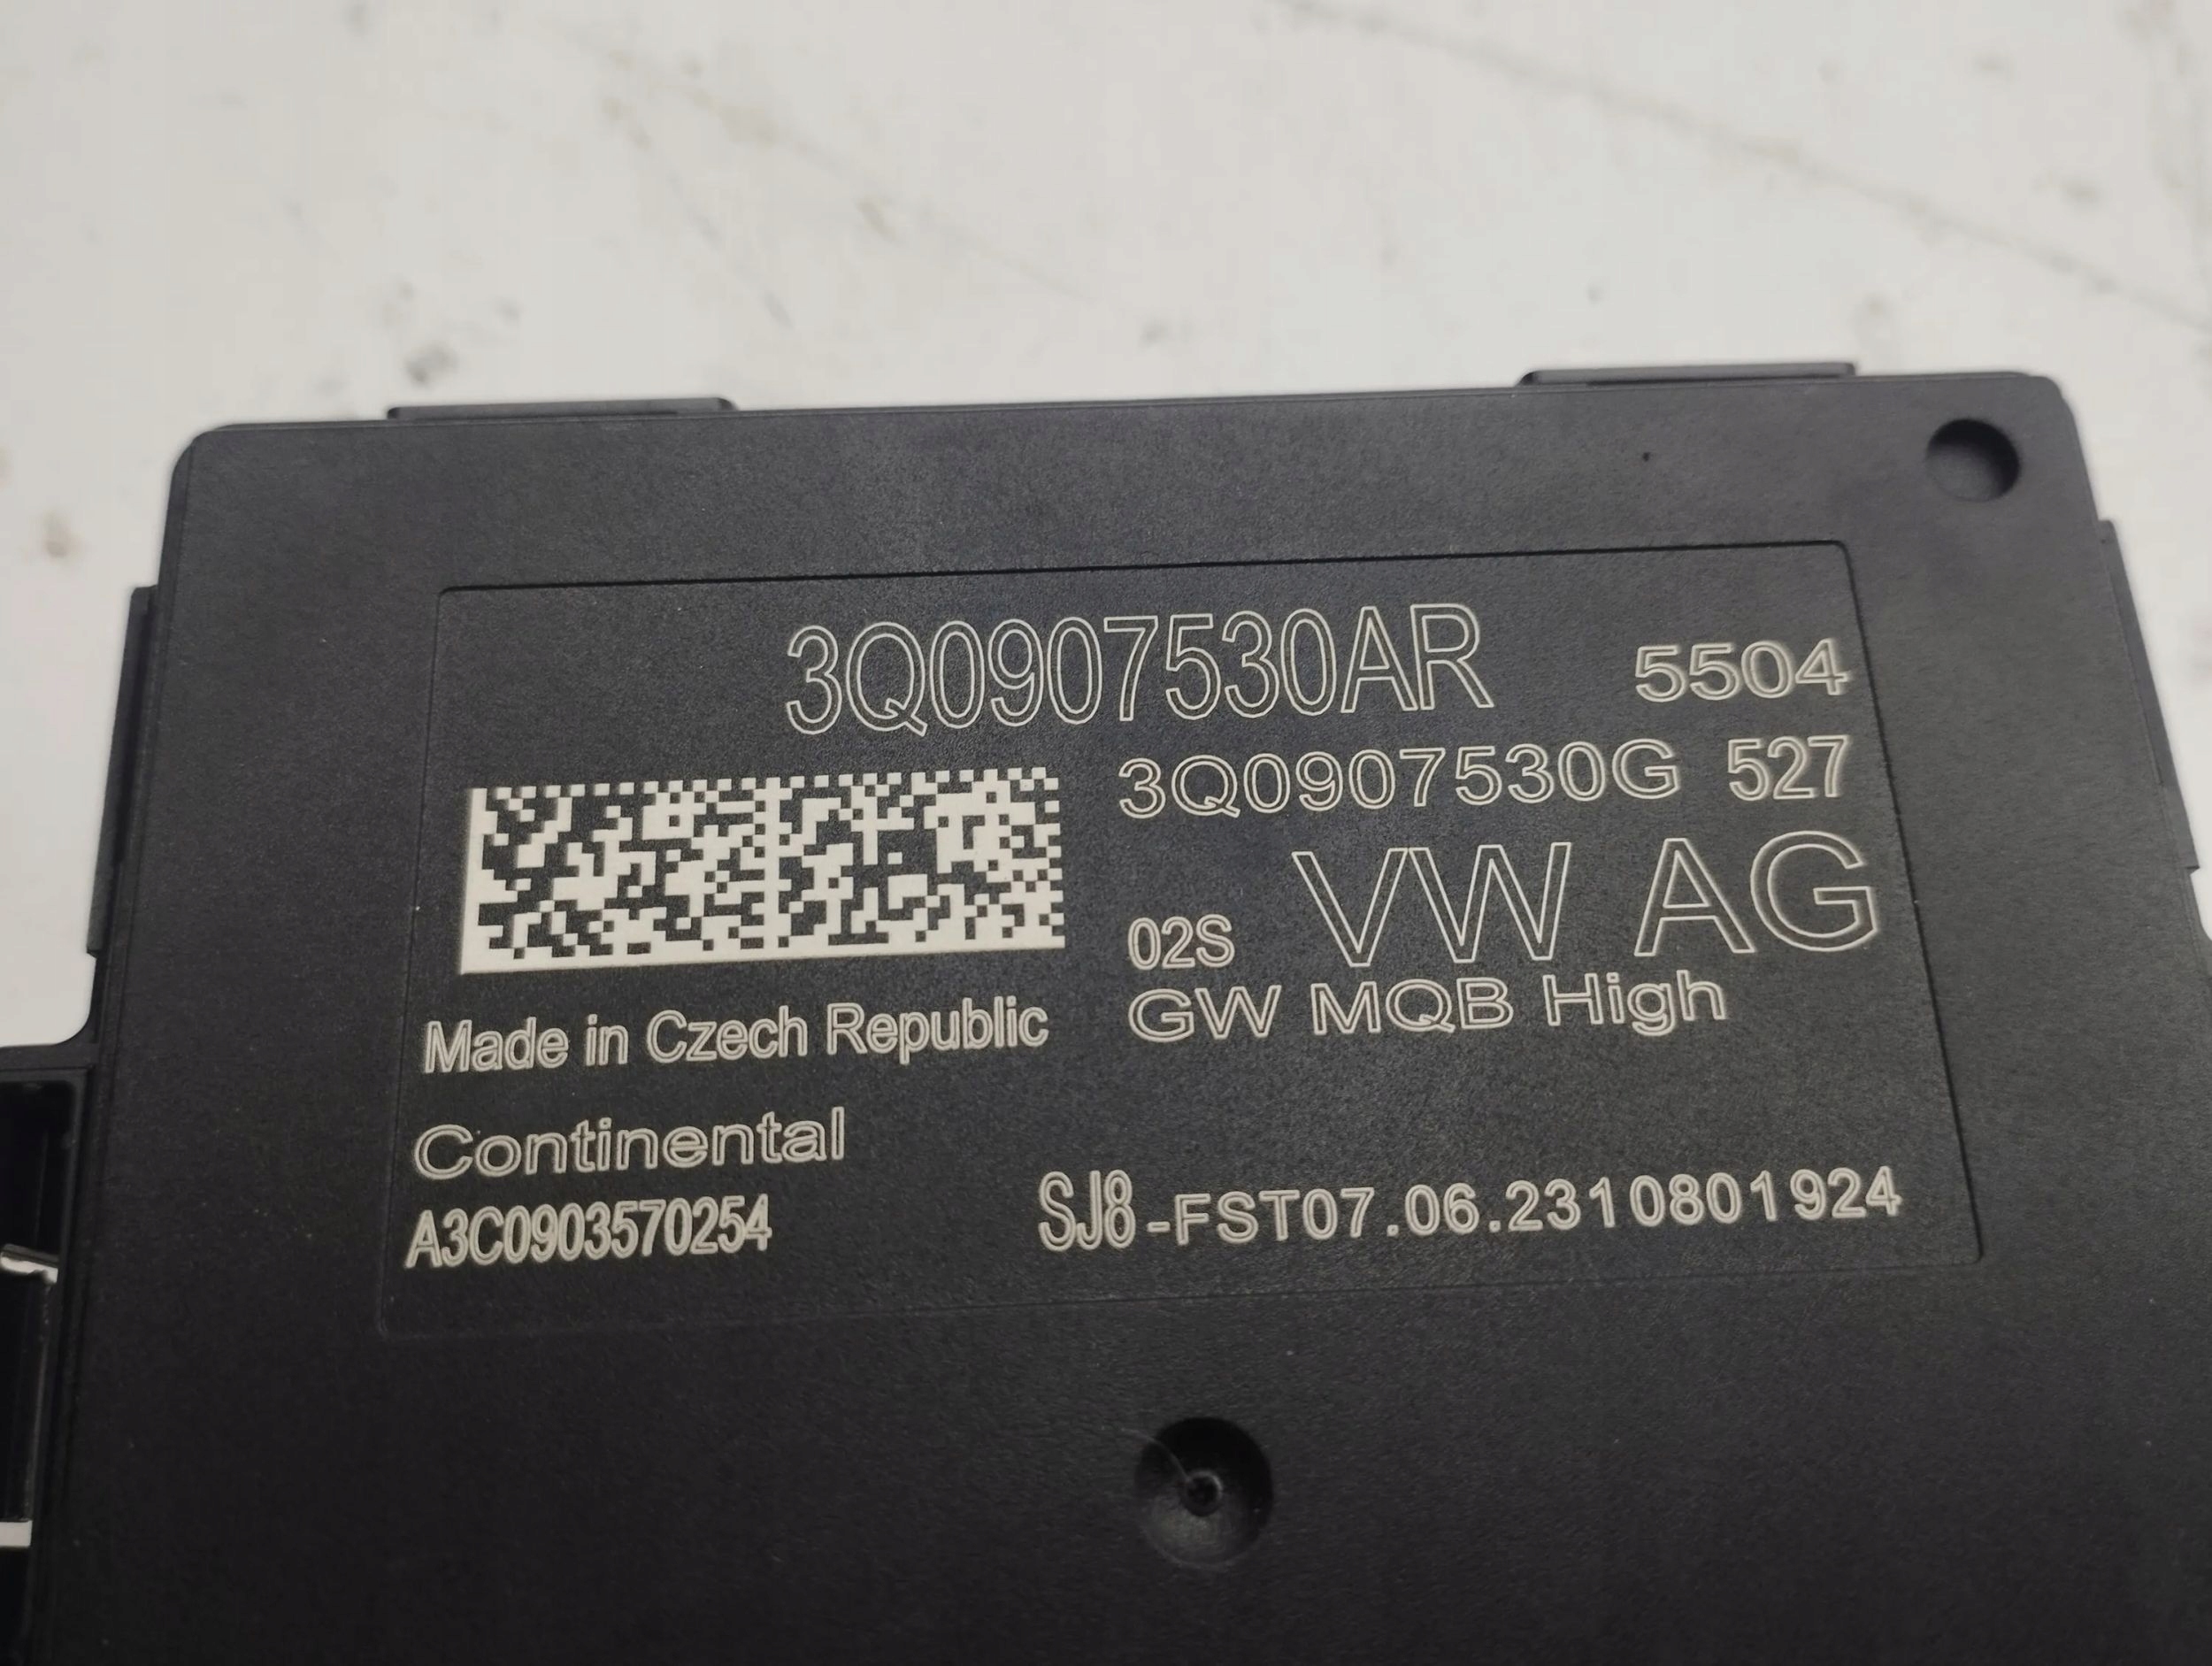 3Q0907530AR 5504
3Q0907530G 527
02S VW AG
GW MQB High
Made in Czech Republic
Continental
A3C0903570254
SJ8-FST07.06.2310801924